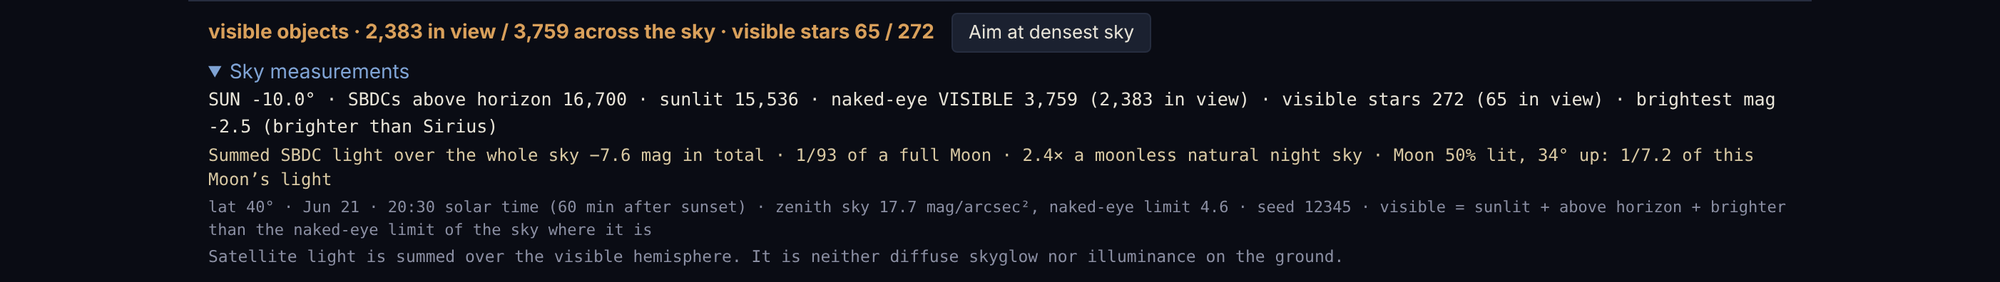 visible objects · 2,383 in view / 3,759 across the sky · visible stars 65 / 272 Aim at densest sky
▼ Sky measurements
SUN -10.0° · SBDCs above horizon 16,700 · sunlit 15,536 · naked-eye VISIBLE 3,759 (2,383 in view) · visible stars 272 (65 in view) · brightest mag
-2.5 (brighter than Sirius)
Summed SBDC light over the whole sky −7.6 mag in total · 1/93 of a full Moon · 2.4× a moonless natural night sky · Moon 50% lit, 34° up: 1/7.2 of this
Moon’s light
lat 40° · Jun 21 · 20:30 solar time (60 min after sunset) · zenith sky 17.7 mag/arcsec², naked-eye limit 4.6 · seed 12345 · visible = sunlit + above horizon + brighter
than the naked-eye limit of the sky where it is
Satellite light is summed over the visible hemisphere. It is neither diffuse skyglow nor illuminance on the ground.